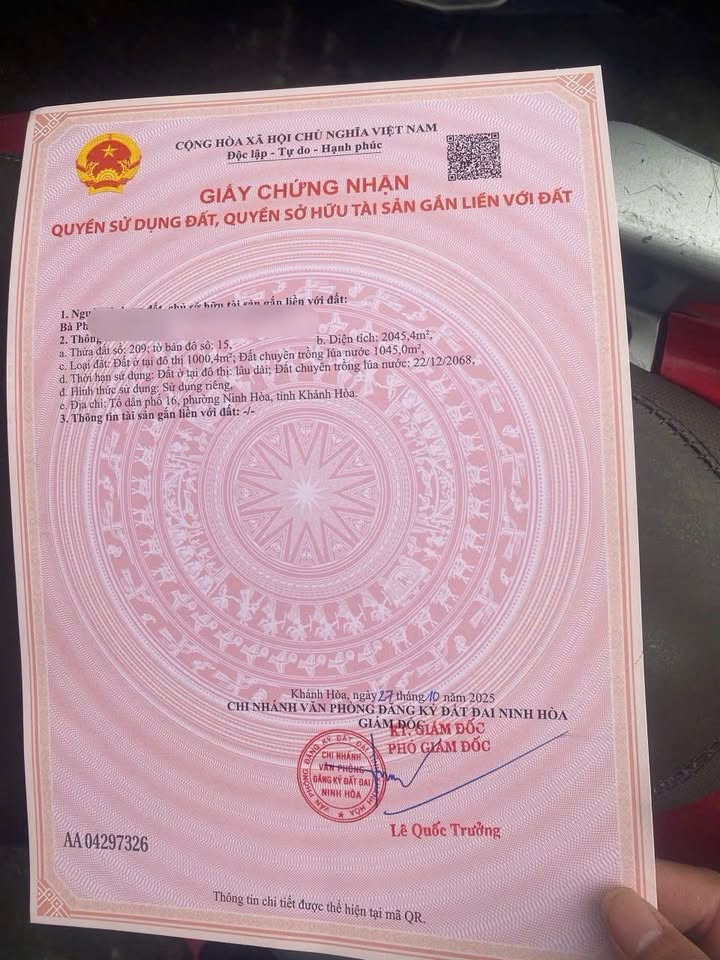 CỘNG HÒA XÃ HỘI CHỦ NGHĨA VIỆT NAM
Độc lập - Tự do - Hạnh phúc
GIẤY CHỨNG NHẬN
QUYỀN SỬ DỤNG ĐẤT, QUYỀN SỞ HỮU TÀI SẢN GẮN LIỀN VỚI ĐẤT
1. đất, chủ sở hữu tài sản gắn liền với đất:
Bà
2. Thông
a. Thửa đất số: 209; tờ bản đồ số: 15, b. Diện tích: 2045,4m²,
c. Loại đất: Đất ở tại đô thị 1000,4m²; Đất chuyên trồng lúa nước 1045,0m²,
d. Thời hạn sử dụng: Đất ở tại đô thị: lâu dài; Đất chuyên trồng lúa nước: 22/12/2068,
đ. Hình thức sử dụng: Sử dụng riêng,
e. Địa chỉ: Tổ dân phố 16, phường Ninh Hòa, tỉnh Khánh Hòa.
3. Thông tin tài sản gắn liền với đất: -/-
Khánh Hòa, ngày 27 tháng 10 năm 2025
CHI NHÁNH VĂN PHÒNG ĐĂNG KÝ ĐẤT ĐAI NINH HÒA
GIÁM ĐỐC
KT. GIÁM ĐỐC
PHÓ GIÁM ĐỐC
CHI NHÁNH
VĂN PHÒNG
ĐĂNG KÝ ĐẤT ĐAI
NINH HÒA
Lê Quốc Trưởng
AA 04297326
Thông tin chi tiết được thể hiện tại mã QR.